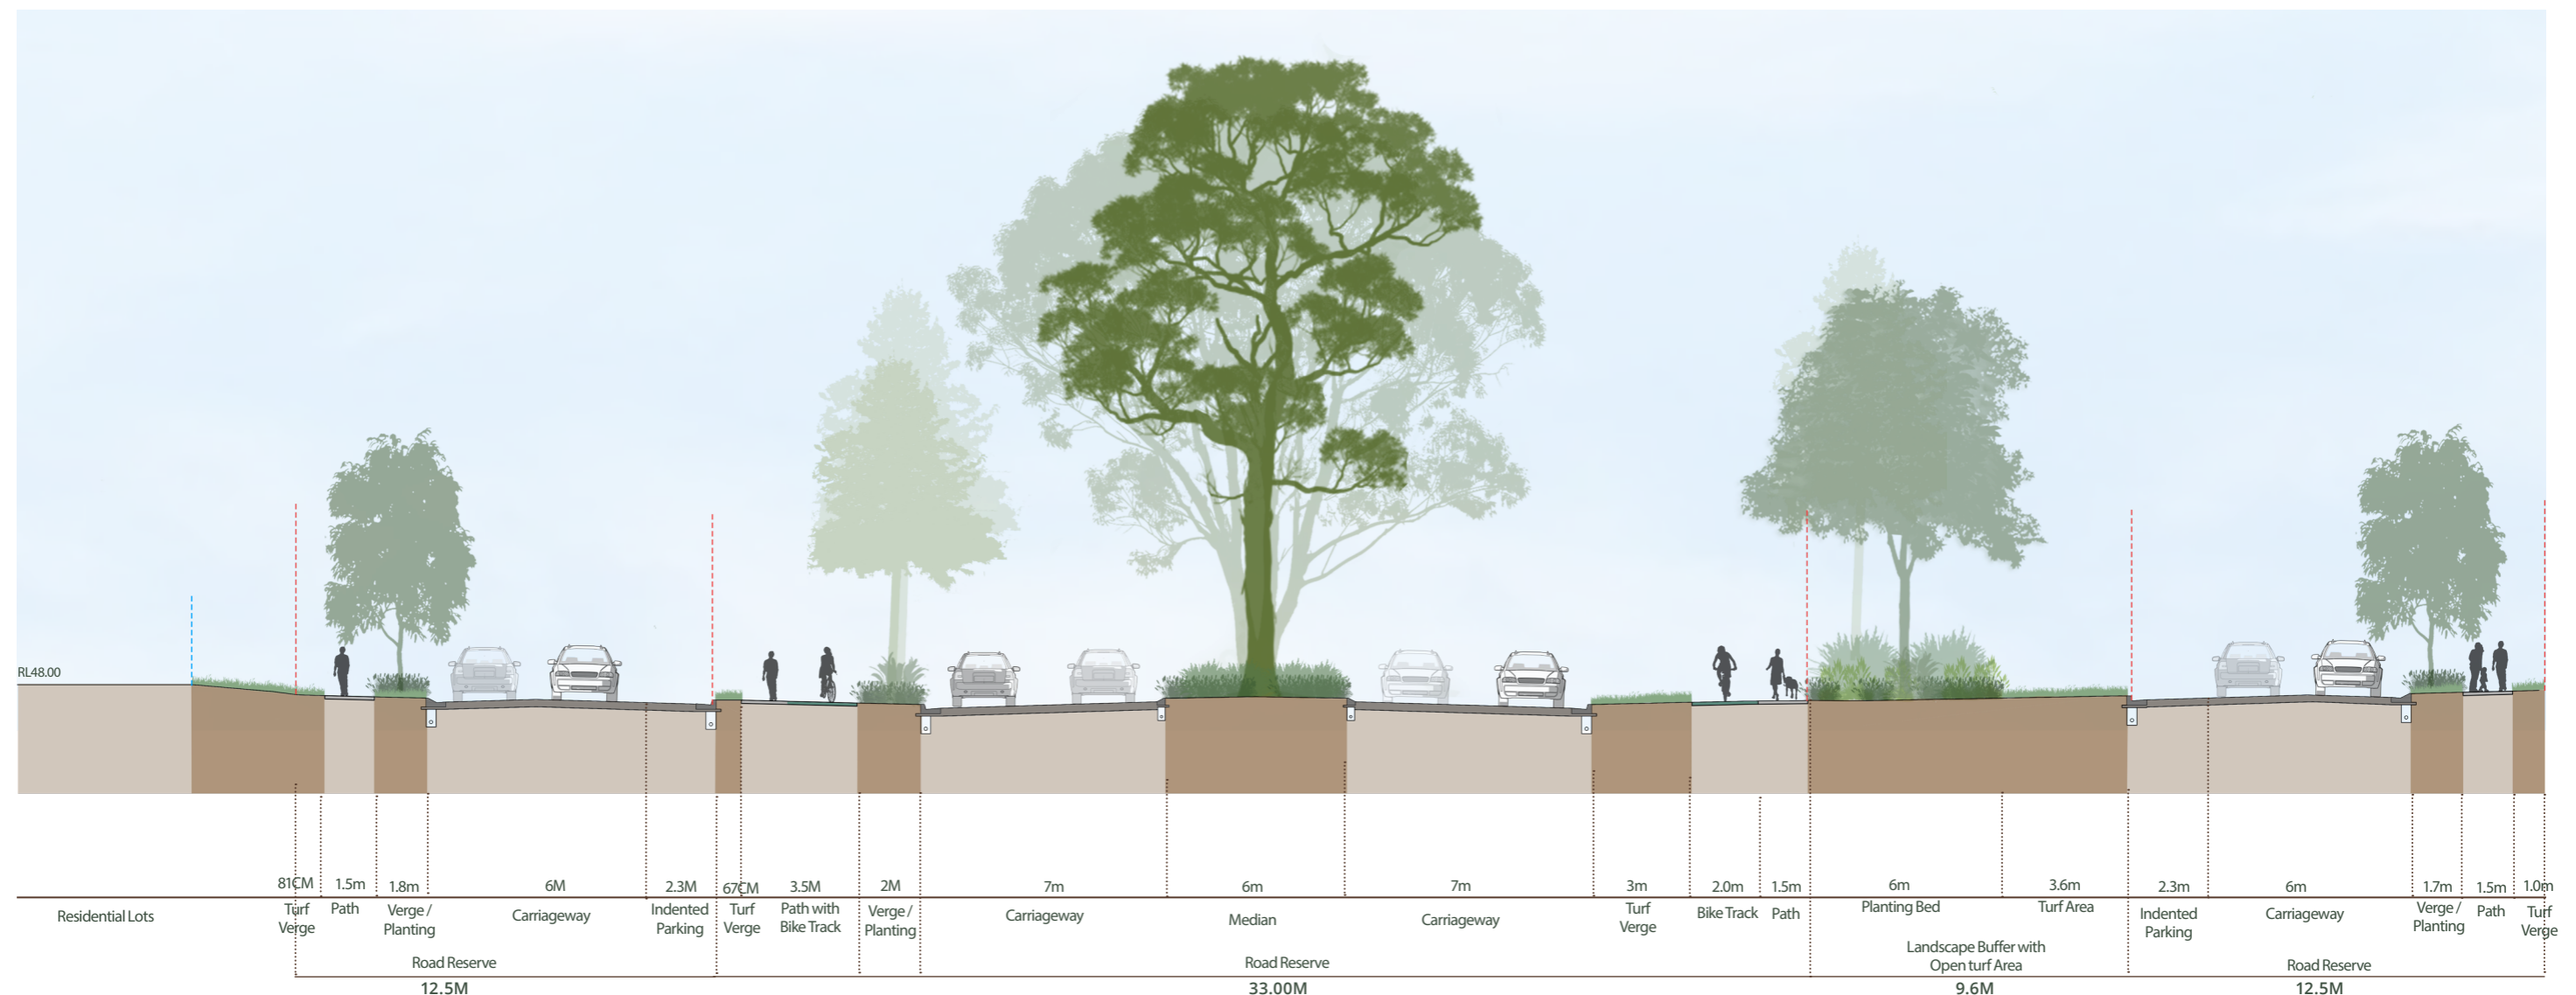 RL48.00
81CM 1.5m 1.8m 6M 2.3M 67CM 3.5M 2M 7m 6m 7m 3m 2.0m 1.5m 6m 3.6m 2.3m 6m 1.7m 1.5m 1.0m
Residential Lots
Turf
Verge
Path
Verge /
Planting
Carriageway
Indented
Parking
Turf
Verge
Path with
Bike Track
Verge /
Planting
Carriageway
Median
Carriageway
Turf
Verge
Bike Track
Path
Planting Bed
Turf Area
Indented
Parking
Carriageway
Verge /
Planting
Path
Turf
Verge
Road Reserve
12.5M
Road Reserve
33.00M
Landscape Buffer with
Open turf Area
9.6M
Road Reserve
12.5M